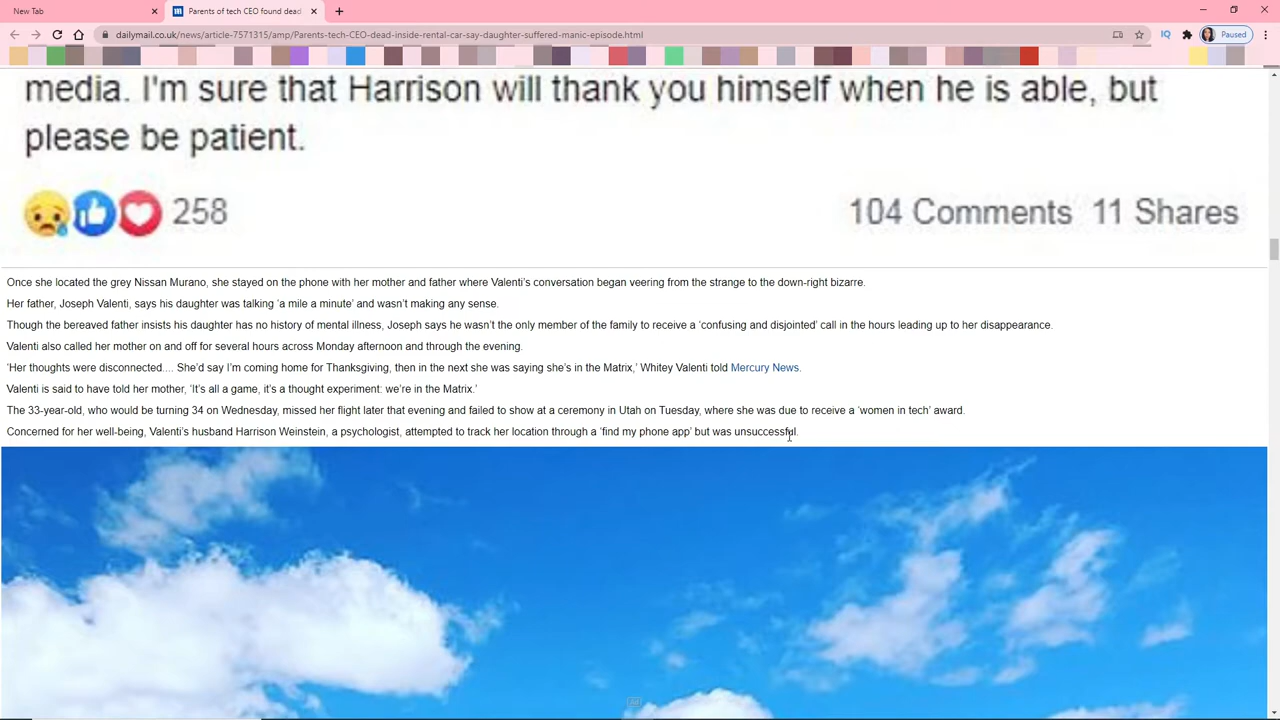 New Tab
Parents of tech CEO found dead
dailymail.co.uk/news/article-7571315/amp/Parents-tech-CEO-dead-inside-rental-car-say-daughter-suffered-manic-episode.html
IQ
Paused
media. I'm sure that Harrison will thank you himself when he is able, but
please be patient.
258
104 Comments 11 Shares
Once she located the grey Nissan Murano, she stayed on the phone with her mother and father where Valenti's conversation began veering from the strange to the down-right bizarre.
Her father, Joseph Valenti, says his daughter was talking 'a mile a minute' and wasn't making any sense.
Though the bereaved father insists his daughter has no history of mental illness, Joseph says he wasn't the only member of the family to receive a 'confusing and disjointed' call in the hours leading up to her disappearance.
Valenti also called her mother on and off for several hours across Monday afternoon and through the evening.
'Her thoughts were disconnected.... She'd say I'm coming home for Thanksgiving, then in the next she was saying she's in the Matrix,' Whitey Valenti told Mercury News.
Valenti is said to have told her mother, 'It's all a game, it's a thought experiment: we're in the Matrix.'
The 33-year-old, who would be turning 34 on Wednesday, missed her flight later that evening and failed to show at a ceremony in Utah on Tuesday, where she was due to receive a 'women in tech' award.
Concerned for her well-being, Valenti's husband Harrison Weinstein, a psychologist, attempted to track her location through a 'find my phone app' but was unsuccessful.
Ad